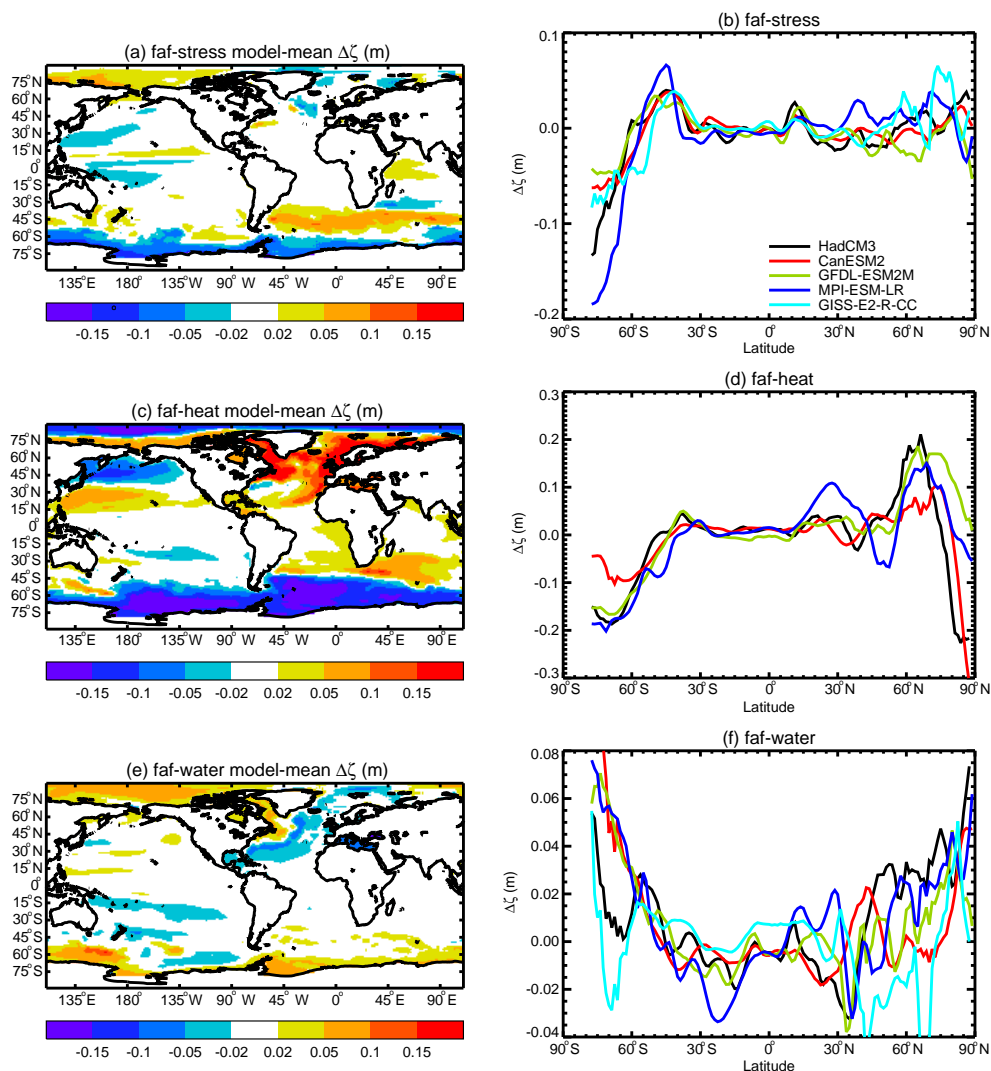 (a) faf-stress model-mean Δζ (m)
75°N
60°N
45°N
30°N
15°N
0°
15°S
30°S
45°S
60°S
75°S
135°E 180° 135°W 90°W 45°W 0° 45°E 90°E
-0.15 -0.1 -0.05 -0.02 0.02 0.05 0.1 0.15
(b) faf-stress
Δζ (m)
0.1
0.0
-0.1
-0.2
HadCM3
CanESM2
GFDL-ESM2M
MPI-ESM-LR
GISS-E2-R-CC
90°S 60°S 30°S 0° 30°N 60°N 90°N
Latitude
(c) faf-heat model-mean Δζ (m)
75°N
60°N
45°N
30°N
15°N
0°
15°S
30°S
45°S
60°S
75°S
135°E 180° 135°W 90°W 45°W 0° 45°E 90°E
-0.15 -0.1 -0.05 -0.02 0.02 0.05 0.1 0.15
(d) faf-heat
Δζ (m)
0.3
0.2
0.1
0.0
-0.1
-0.2
-0.3
90°S 60°S 30°S 0° 30°N 60°N 90°N
Latitude
(e) faf-water model-mean Δζ (m)
75°N
60°N
45°N
30°N
15°N
0°
15°S
30°S
45°S
60°S
75°S
135°E 180° 135°W 90°W 45°W 0° 45°E 90°E
-0.15 -0.1 -0.05 -0.02 0.02 0.05 0.1 0.15
(f) faf-water
Δζ (m)
0.08
0.06
0.04
0.02
0.00
-0.02
-0.04
90°S 60°S 30°S 0° 30°N 60°N 90°N
Latitude